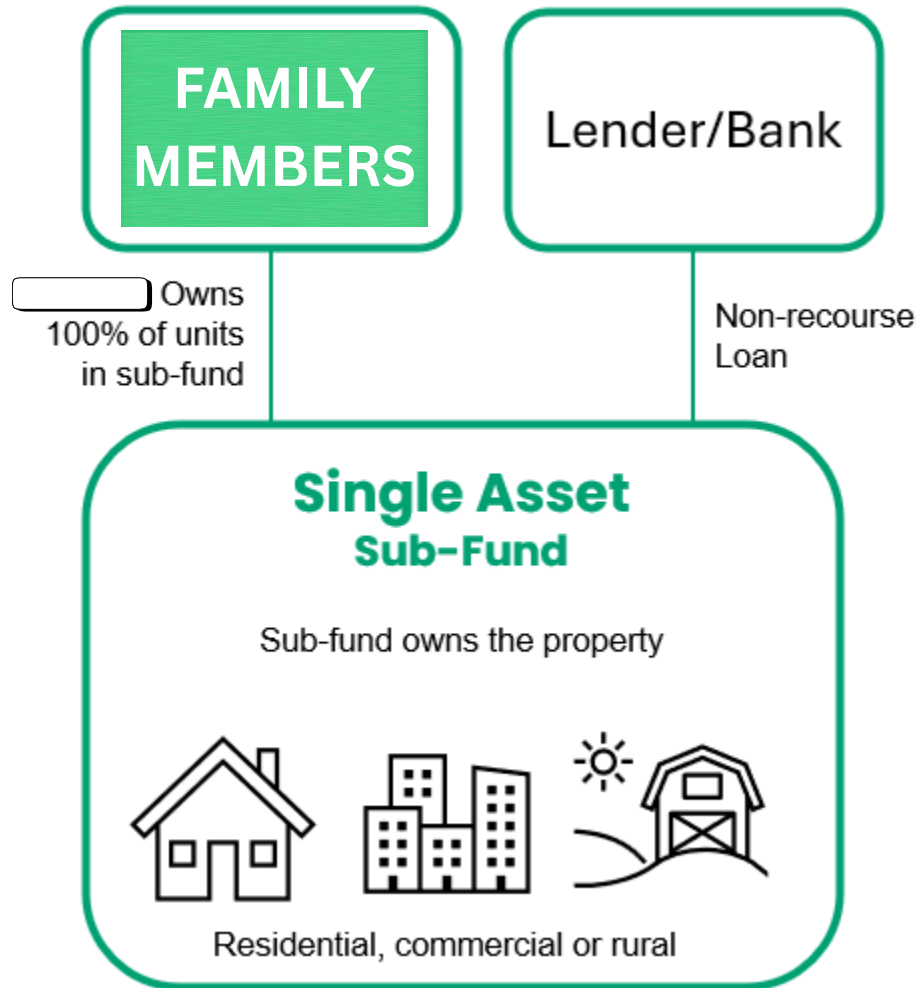 FAMILY
MEMBERS
Lender/Bank
Owns
100% of units
in sub-fund
Non-recourse
Loan
Single Asset
Sub-Fund
Sub-fund owns the property
Residential, commercial or rural